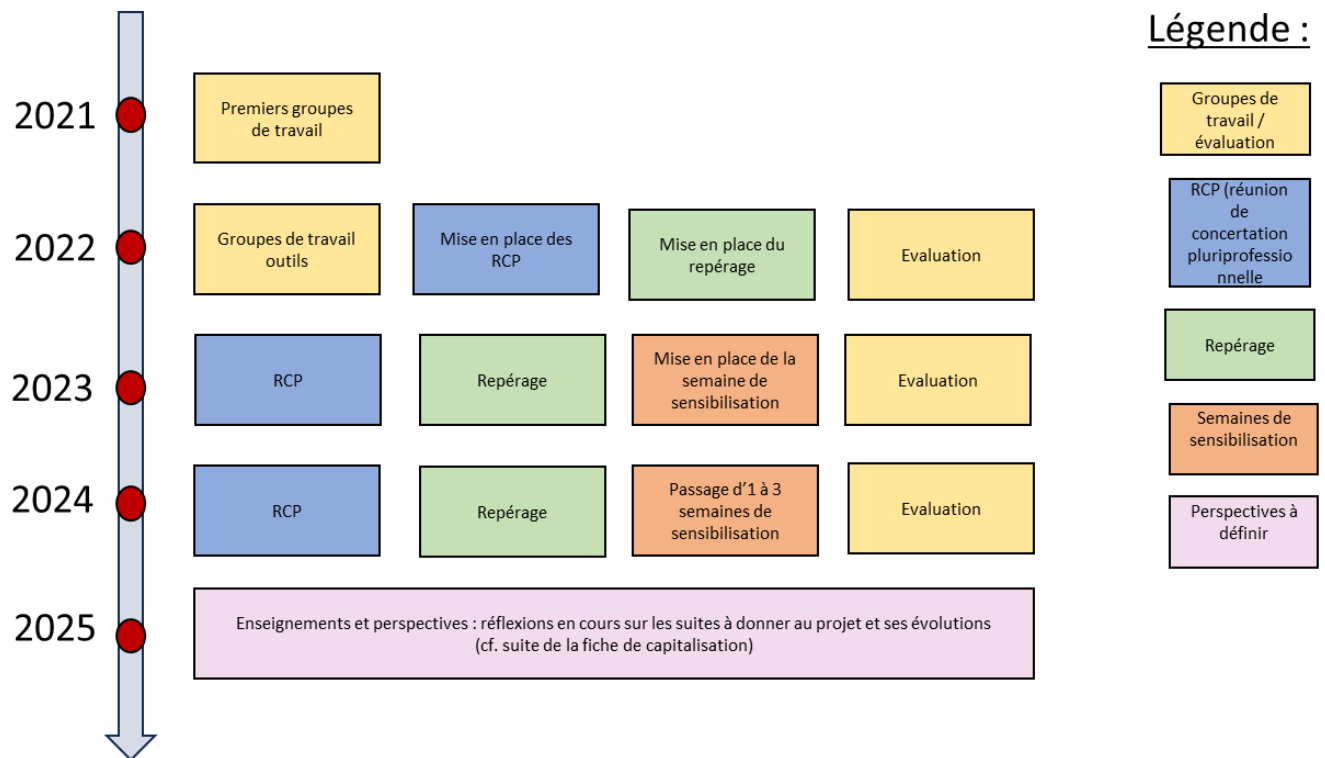 Légende :
2021
Premiers groupes
de travail
Groupes de
travail /
évaluation
2022
Groupes de travail
outils
Mise en place des
RCP
Mise en place du
repérage
Evaluation
RCP (réunion
de
concertation
pluriprofessio
nnelle
2023
RCP
Repérage
Mise en place de la
semaine de
sensibilisation
Evaluation
Repérage
2024
RCP
Repérage
Passage d'1 à 3
semaines de
sensibilisation
Evaluation
Semaines de
sensibilisation
Perspectives à
définir
2025
Enseignements et perspectives : réflexions en cours sur les suites à donner au projet et ses évolutions
(cf. suite de la fiche de capitalisation)